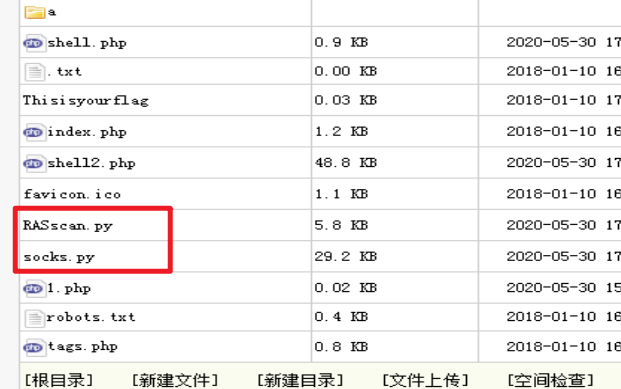 a
shell.php 0.9 KB 2020-05-30 17
.txt 0.00 KB 2018-01-10 16
Thisisyourflag 0.03 KB 2018-01-10 17
index.php 1.2 KB 2018-01-10 16
shell2.php 48.8 KB 2020-05-30 17
favicon.ico 1.1 KB 2018-01-10 16
RASscan.py 5.8 KB 2020-05-30 17
socks.py 29.2 KB 2020-05-30 17
1.php 0.02 KB 2020-05-30 15
robots.txt 0.4 KB 2018-01-10 16
tags.php 0.8 KB 2018-01-10 16
[根目录] [新建文件] [新建目录] [文件上传] [空间检查]